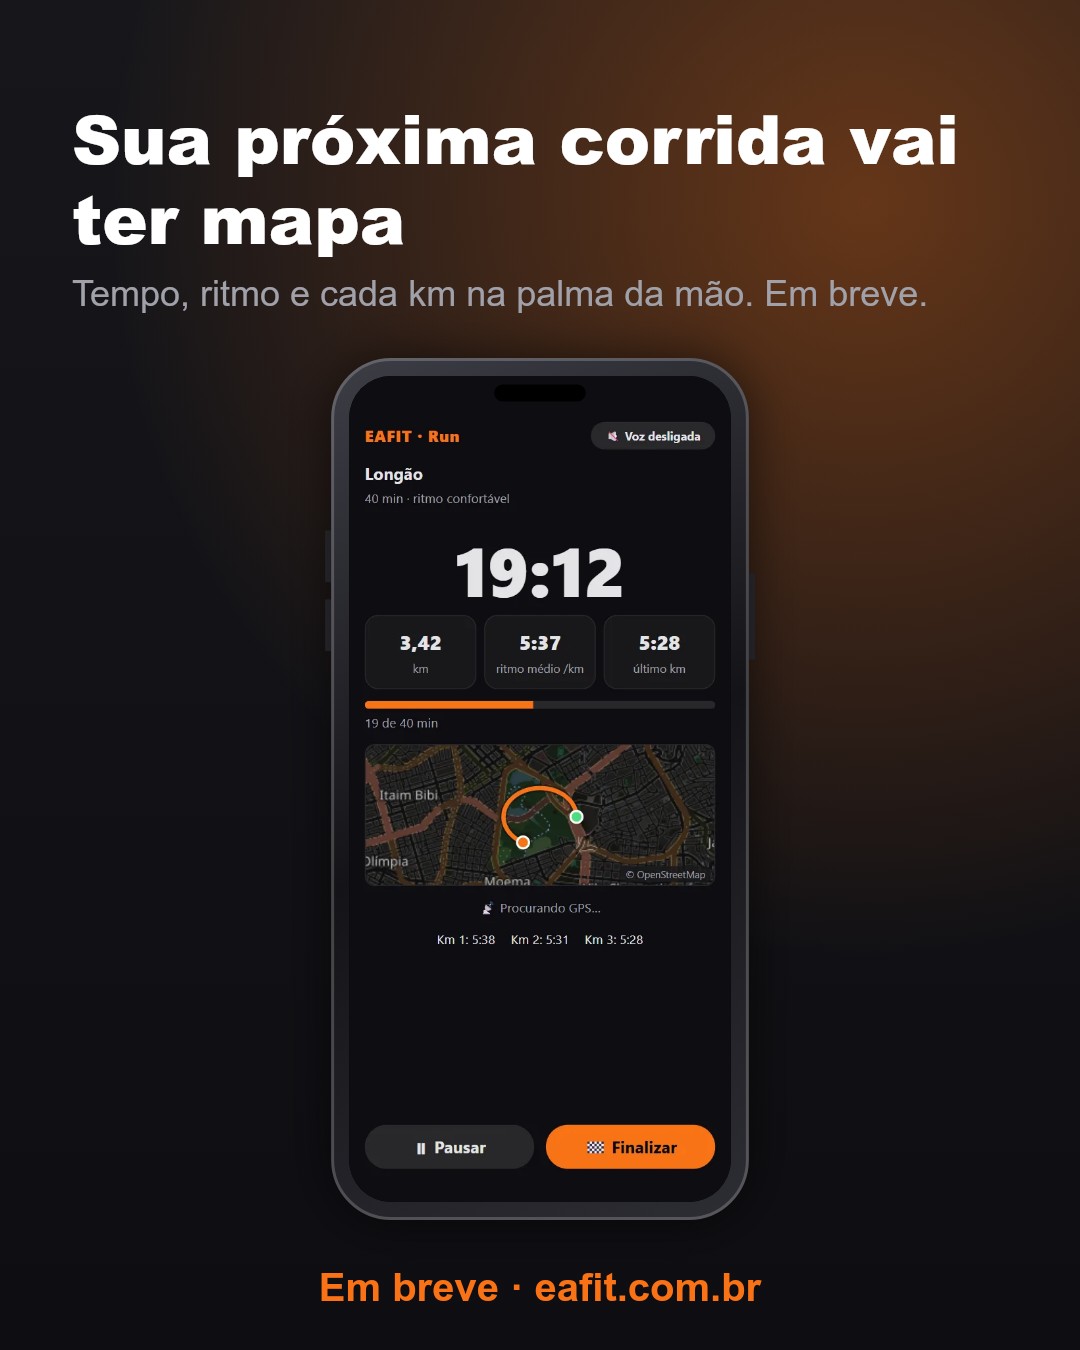 Sua próxima corrida vai
ter mapa
Tempo, ritmo e cada km na palma da mão. Em breve.
EAFIT · Run
Voz desligada
Longão
40 min · ritmo confortável
19:12
3,42 5:37 5:28
km ritmo médio /km último km
19 de 40 min
Itaim Bibi
Olímpia
Moema
© OpenStreetMap
Procurando GPS...
Km 1: 5:38 Km 2: 5:31 Km 3: 5:28
Pausar Finalizar
Em breve · eafit.com.br